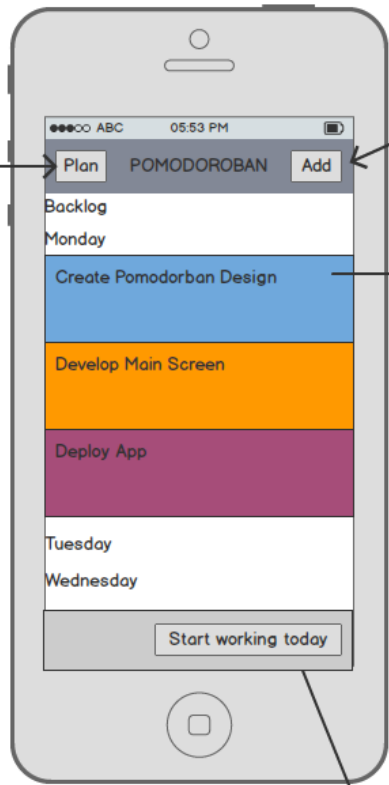 ABC 05:53 PM
Plan POMODOROBAN Add
Backlog
Monday
Create Pomodorban Design
Develop Main Screen
Deploy App
Tuesday
Wednesday
Start working today